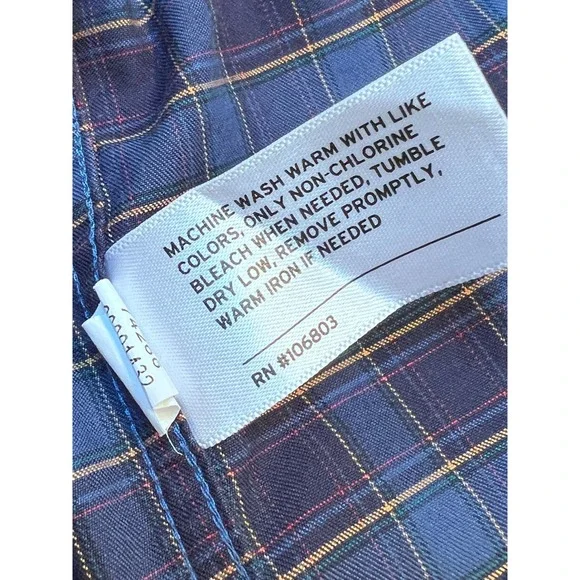 MACHINE WASH WARM WITH LIKE
COLORS, ONLY NON-CHLORINE
BLEACH WHEN NEEDED, TUMBLE
DRY LOW, REMOVE PROMPTLY,
WARM IRON IF NEEDED
RN #106803